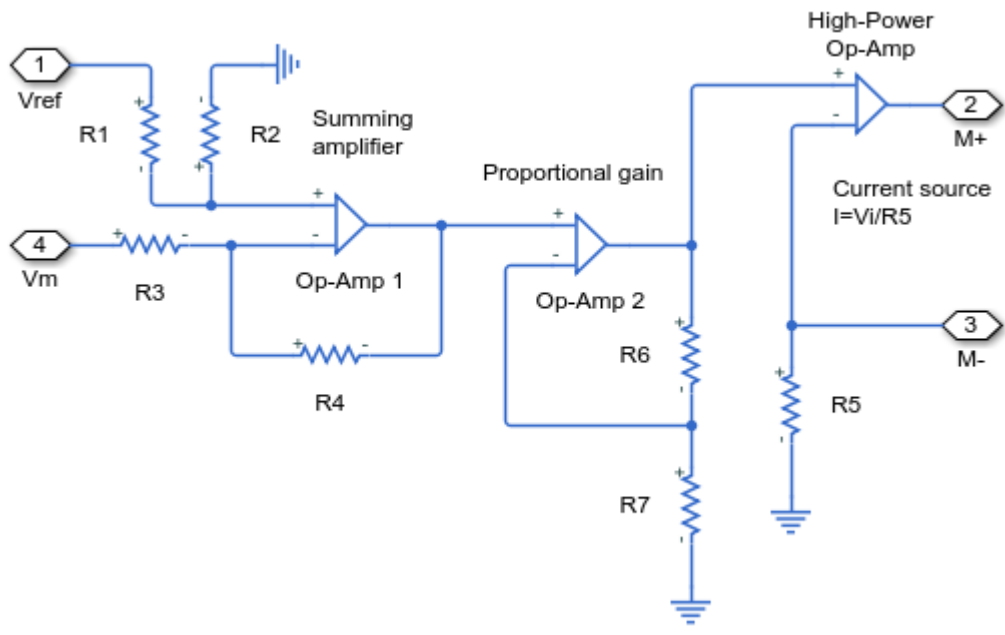 High-Power
Op-Amp
1
Vref
R1
R2
Summing
amplifier
2
M+
Proportional gain
Current source
I=Vi/R5
4
Vm
R3
Op-Amp 1
Op-Amp 2
R4
R6
3
M-
R5
R7
+
-
-
+
+
-
+
-
+
-
+
-
+
-
+
-
+
-
+
-
+
-